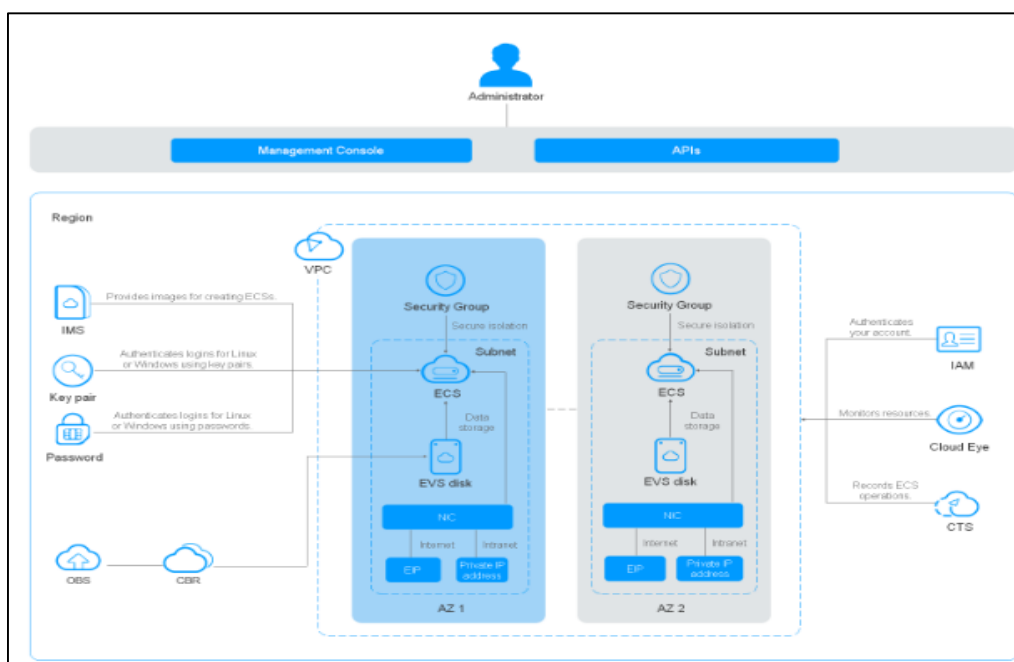 Administrator
Management Console
APIs
Region
VPC
Provides images for creating ECSs.
IMS
Authenticates logins for Linux
or Windows using key pairs.
Key pair
Authenticates logins for Linux
or Windows using passwords.
Password
OBS
CBR
Security Group
Secure isolation
Subnet
ECS
Data
storage
EVS disk
NIC
Internet
Intranet
EIP
Private IP
address
AZ 1
Security Group
Secure isolation
Subnet
ECS
Data
storage
EVS disk
NIC
Internet
Intranet
EIP
Private IP
address
AZ 2
Authenticates
your account.
IAM
Monitors resources.
Cloud Eye
Records ECS
operations.
CTS